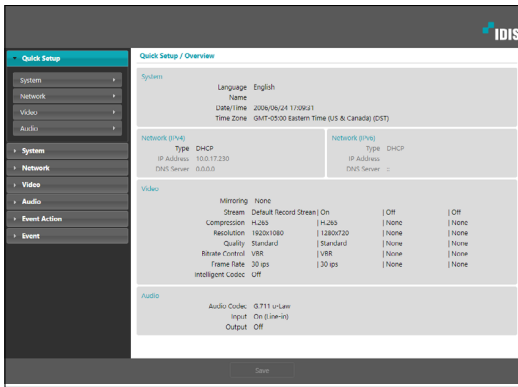 IDIS
Quick Setup
System
Network
Video
Audio
System
Network
Video
Audio
Event Action
Event
Quick Setup / Overview
System
Language English
Name
Date/Time 2006/06/24 17:09:31
Time Zone GMT-05:00 Eastern Time (US & Canada) (DST)
Network (IPv4)
Type DHCP
IP Address 10.0.17.230
DNS Server 0.0.0.0
Network (IPv6)
Type DHCP
IP Address
DNS Server ::
Video
Mirroring None
Stream Default Record Stream | On | Off | Off
Compression H.265 | H.265 | None | None
Resolution 1920x1080 | 1280x720 | None | None
Quality Standard | Standard | None | None
Bitrate Control VBR | VBR | None | None
Frame Rate 30 ips | 30 ips | None | None
Intelligent Codec Off
Audio
Audio Codec G.711 u-Law
Input On (Line-in)
Output Off
Save